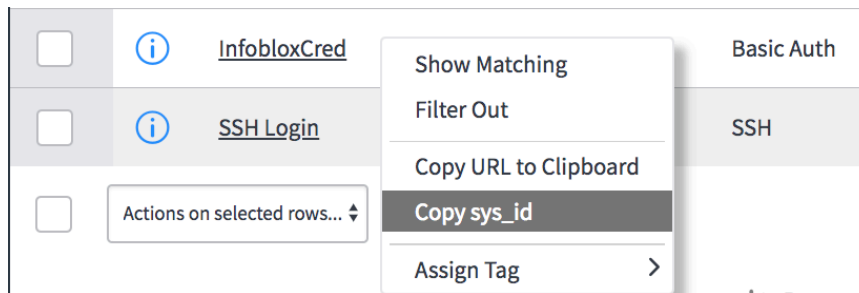 InfobloxCred
Basic Auth
SSH Login
SSH
Show Matching
Filter Out
Copy URL to Clipboard
Copy sys_id
Assign Tag
Actions on selected rows...